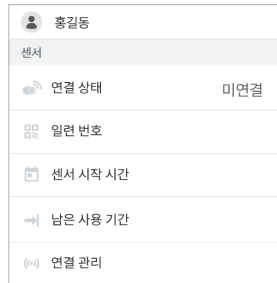 홍길동
센서
연결 상태 미연결
일련 번호
센서 시작 시간
남은 사용 기간
연결 관리